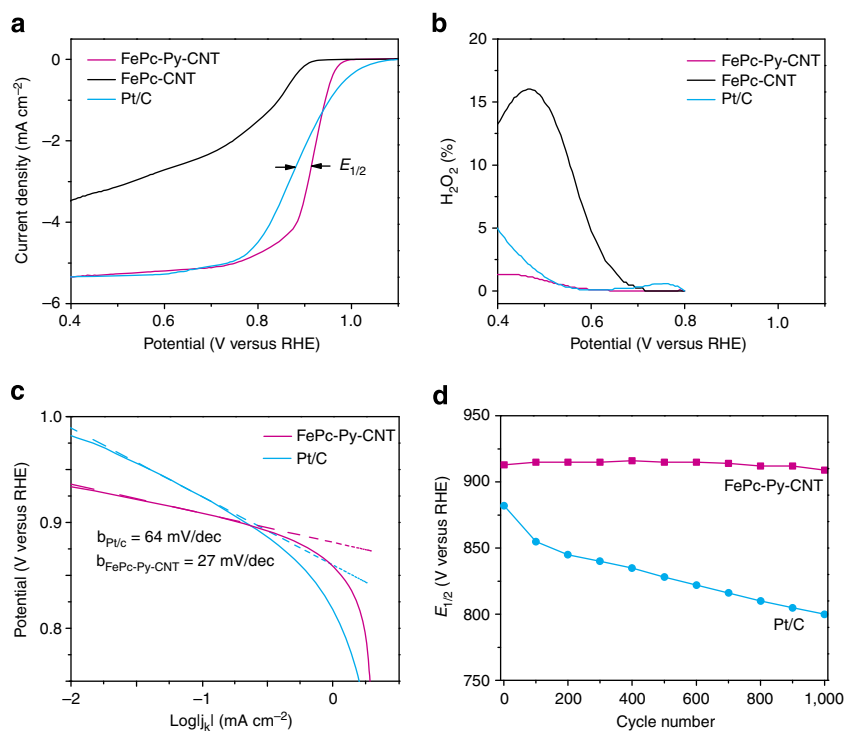 a
FePc-Py-CNT
FePc-CNT
Pt/C
E1/2
0
–2
–4
–6
Current density (mA cm–2)
0.4
0.6
0.8
1.0
Potential (V versus RHE)
b
FePc-Py-CNT
FePc-CNT
Pt/C
20
15
10
5
0
H2O2 (%)
0.4
0.6
0.8
1.0
Potential (V versus RHE)
c
FePc-Py-CNT
Pt/C
bPt/c = 64 mV/dec
bFePc-Py-CNT = 27 mV/dec
1.0
0.9
0.8
Potential (V versus RHE)
–2
–1
0
Log|jk| (mA cm–2)
d
FePc-Py-CNT
Pt/C
950
900
850
800
750
E1/2 (V versus RHE)
0
200
400
600
800
1,000
Cycle number